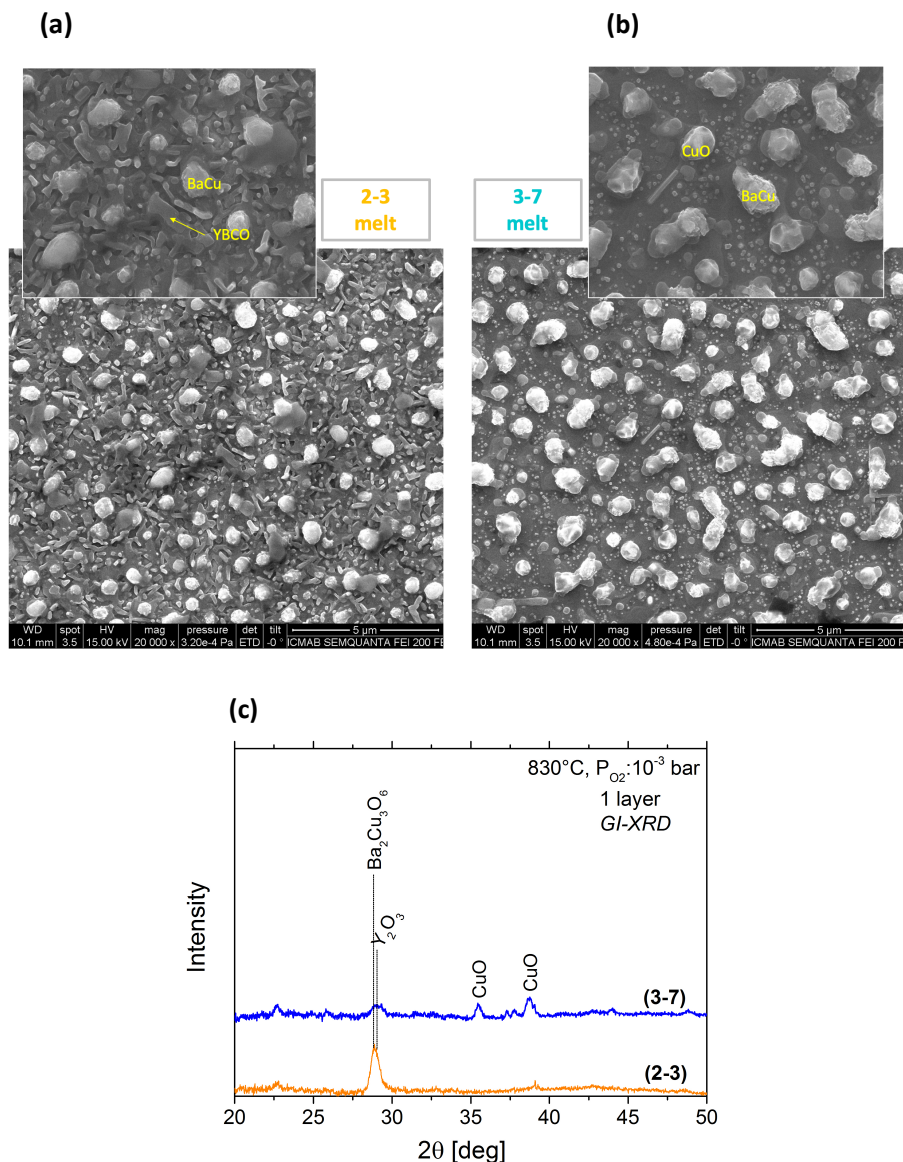 (a)
(b)
BaCu
YBCO
2-3
melt
3-7
melt
CuO
BaCu
WD spot HV mag pressure det tilt 5 µm
10.1 mm 3.5 15.00 kV 20 000 x 3.20e-4 Pa ETD -0 ° ICMAB SEMQUANTA FEI 200 F
WD spot HV mag pressure det tilt 5 µm
10.1 mm 3.5 15.00 kV 20 000 x 4.80e-4 Pa ETD -0 ° ICMAB SEMQUANTA FEI 200 F
(c)
830°C, P_O2:10^-3 bar
1 layer
GI-XRD
Ba₂Cu₃O₆
Y₂O₃
CuO
CuO
(3-7)
(2-3)
Intensity
20 25 30 35 40 45 50
2θ [deg]